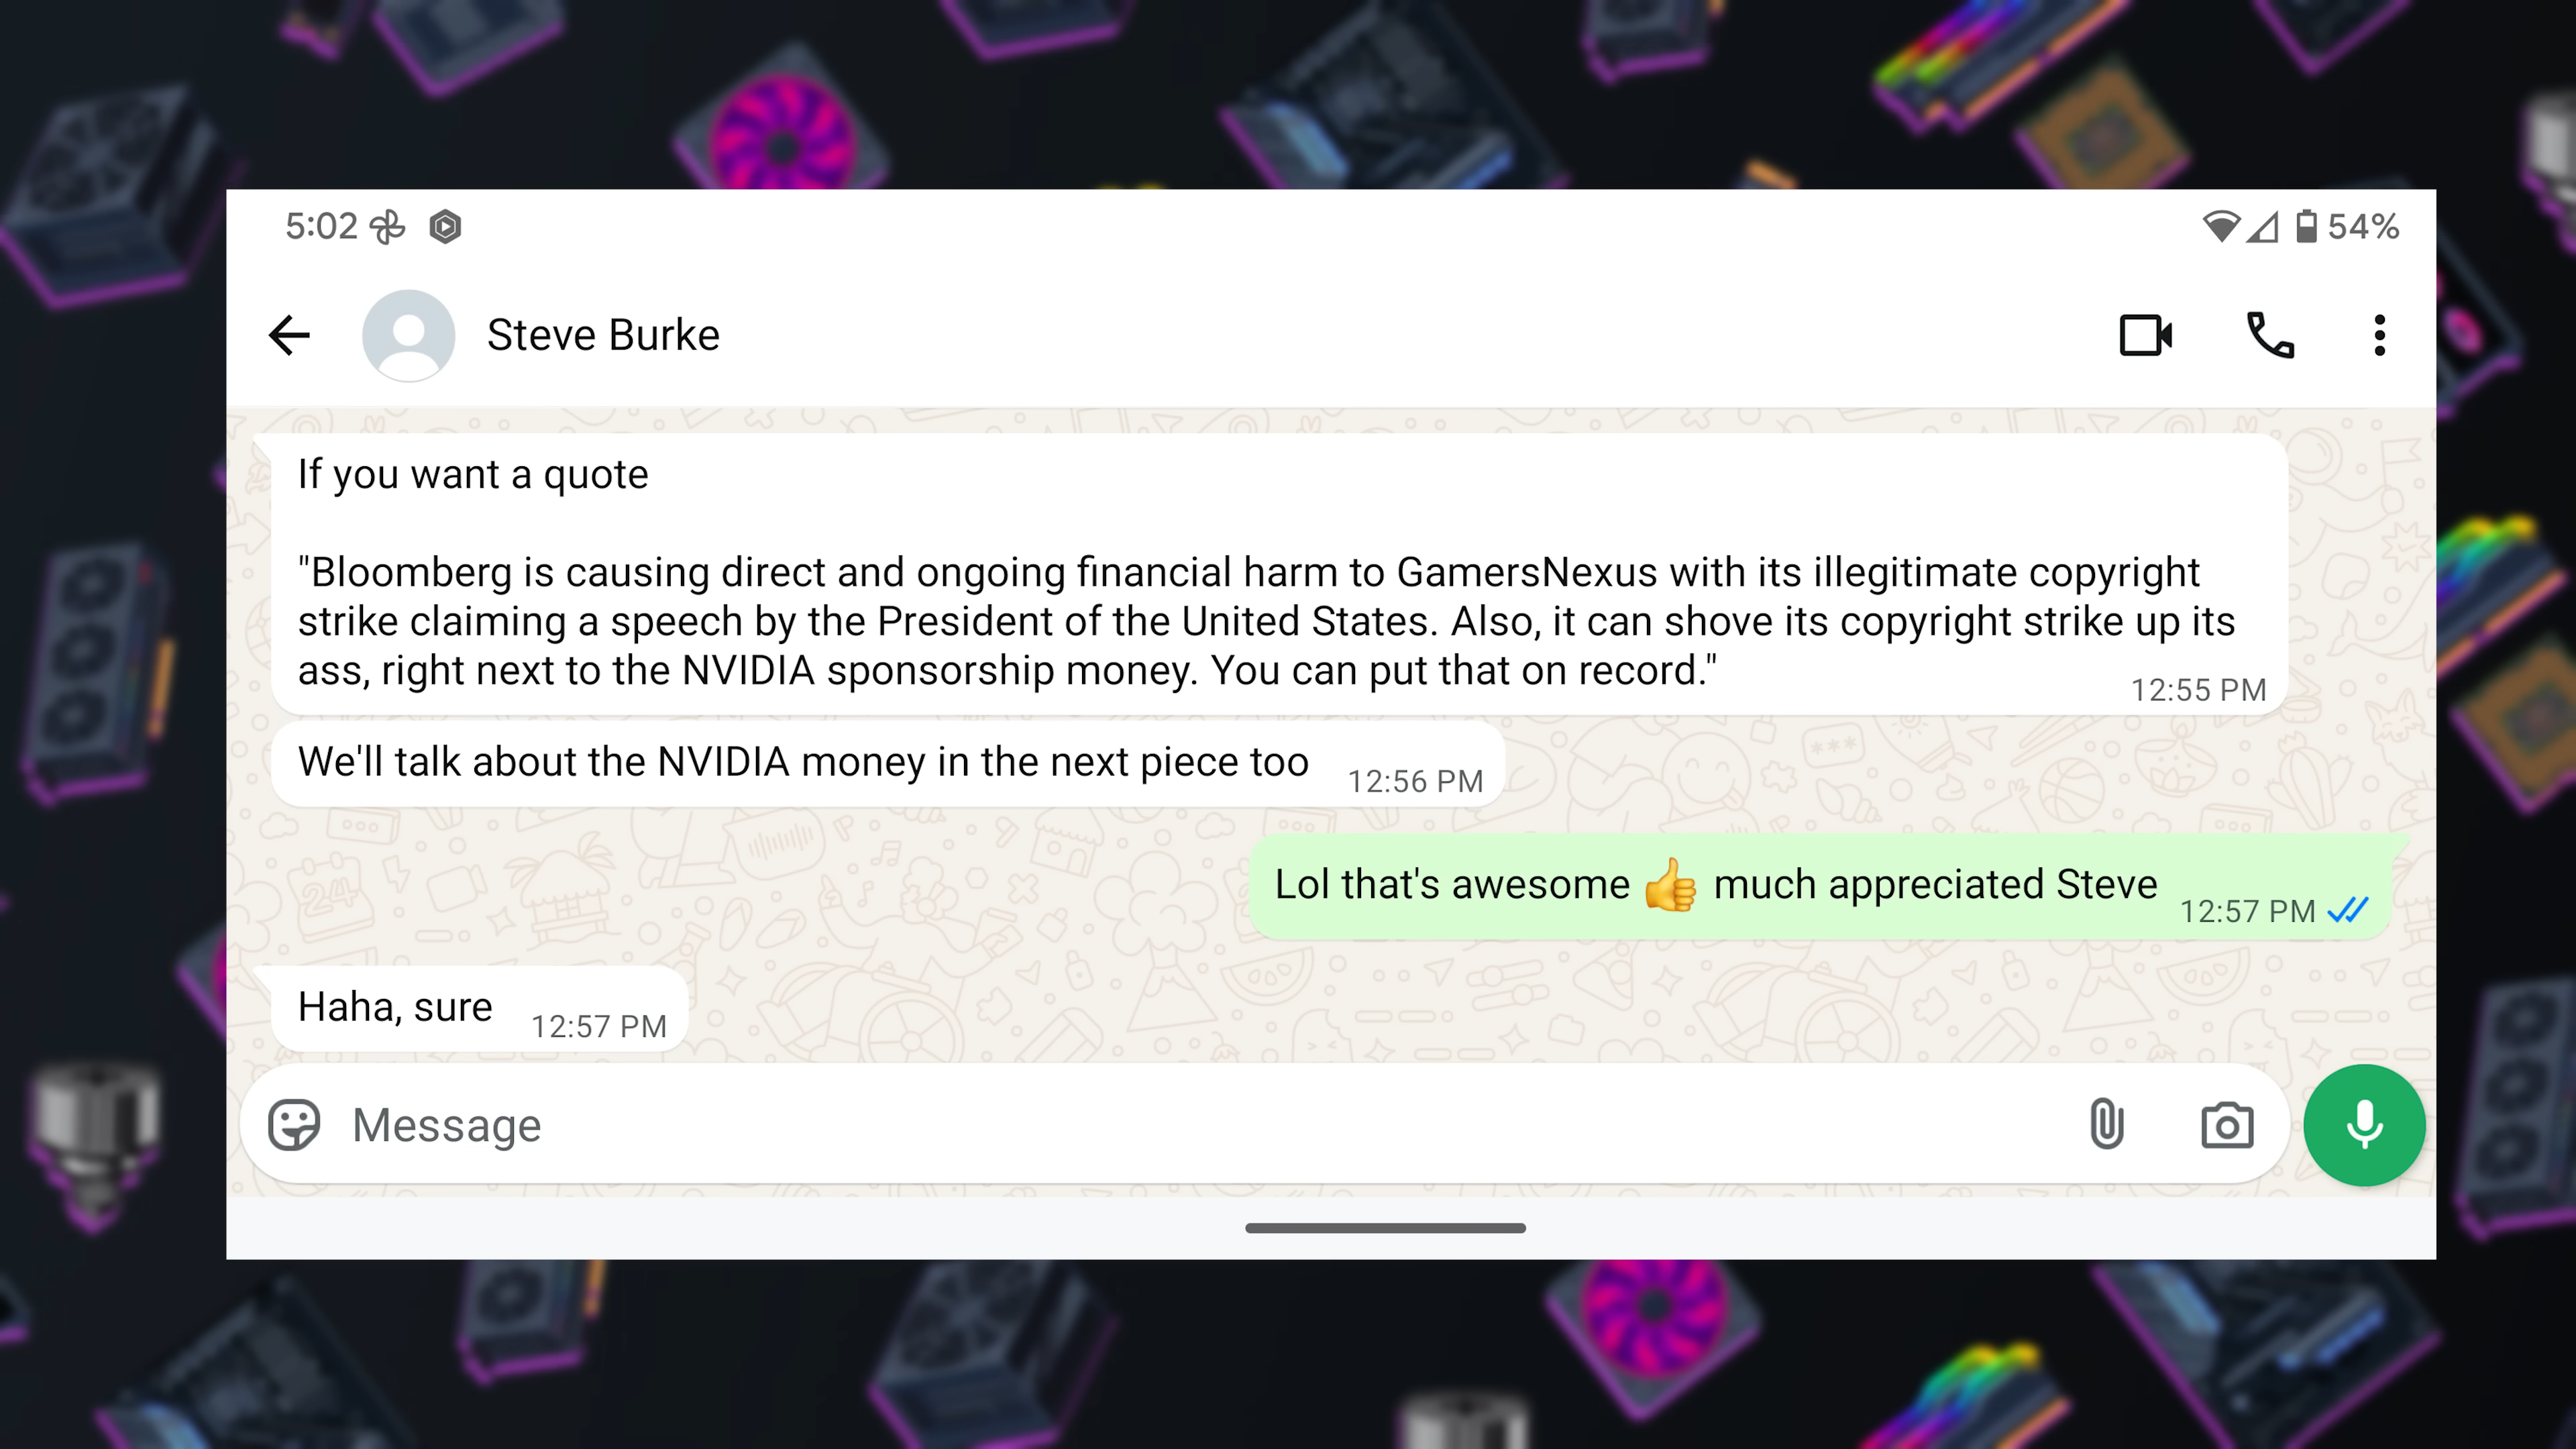 5:02
54%
Steve Burke
If you want a quote
"Bloomberg is causing direct and ongoing financial harm to GamersNexus with its illegitimate copyright
strike claiming a speech by the President of the United States. Also, it can shove its copyright strike up its
ass, right next to the NVIDIA sponsorship money. You can put that on record."
12:55 PM
We'll talk about the NVIDIA money in the next piece too
12:56 PM
Lol that's awesome 👍 much appreciated Steve
12:57 PM
Haha, sure
12:57 PM
Message